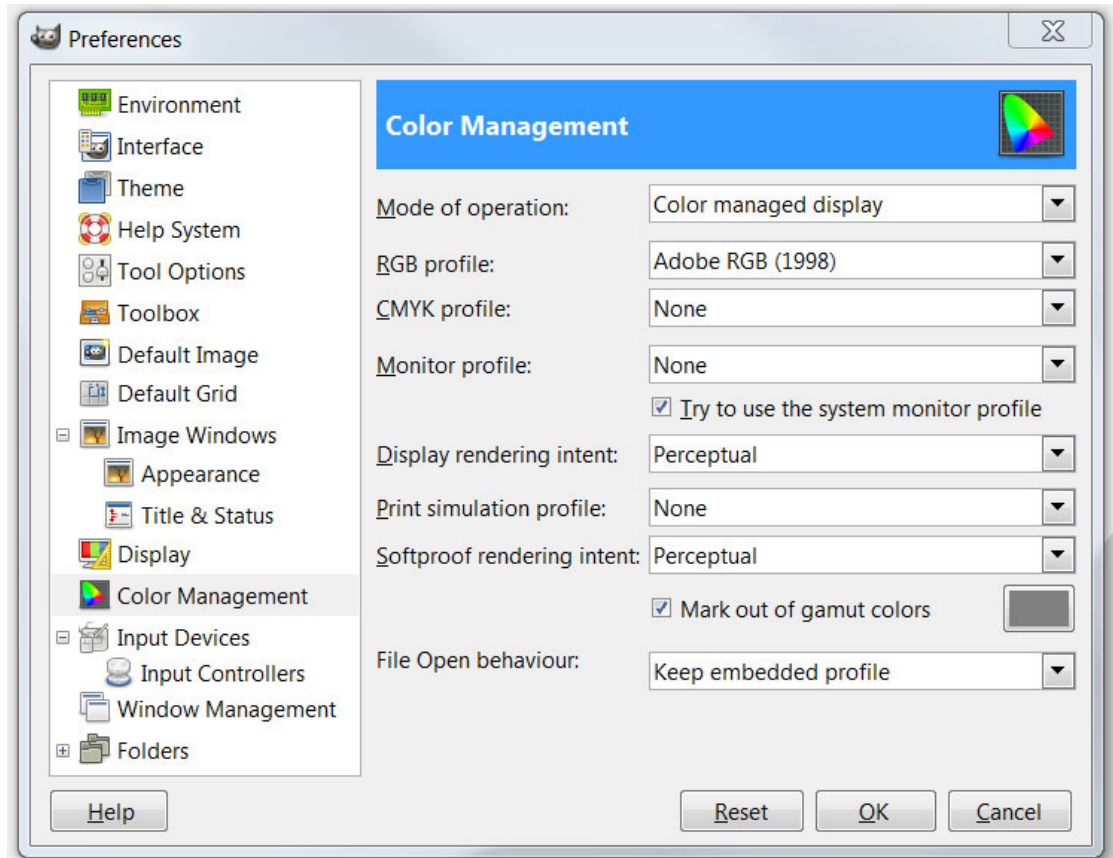 Preferences
Environment
Interface
Theme
Help System
Tool Options
Toolbox
Default Image
Default Grid
Image Windows
Appearance
Title & Status
Display
Color Management
Input Devices
Input Controllers
Window Management
Folders
Color Management
Mode of operation: Color managed display
RGB profile: Adobe RGB (1998)
CMYK profile: None
Monitor profile: None
Try to use the system monitor profile
Display rendering intent: Perceptual
Print simulation profile: None
Softproof rendering intent: Perceptual
Mark out of gamut colors
File Open behaviour: Keep embedded profile
Help Reset OK Cancel